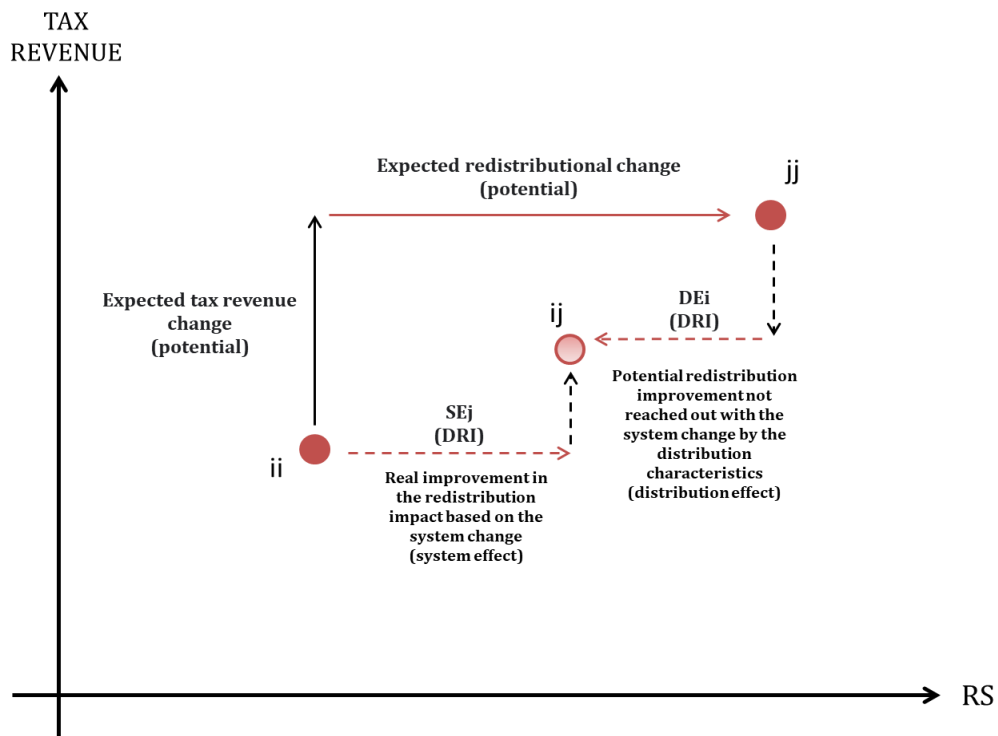 TAX
REVENUE
Expected redistributional change
(potential)
jj
Expected tax revenue
change
(potential)
ij
DEi
(DRI)
Potential redistribution
improvement not
reached out with the
system change by the
distribution
characteristics
(distribution effect)
SEj
(DRI)
ii
Real improvement in
the redistribution
impact based on the
system change
(system effect)
RS